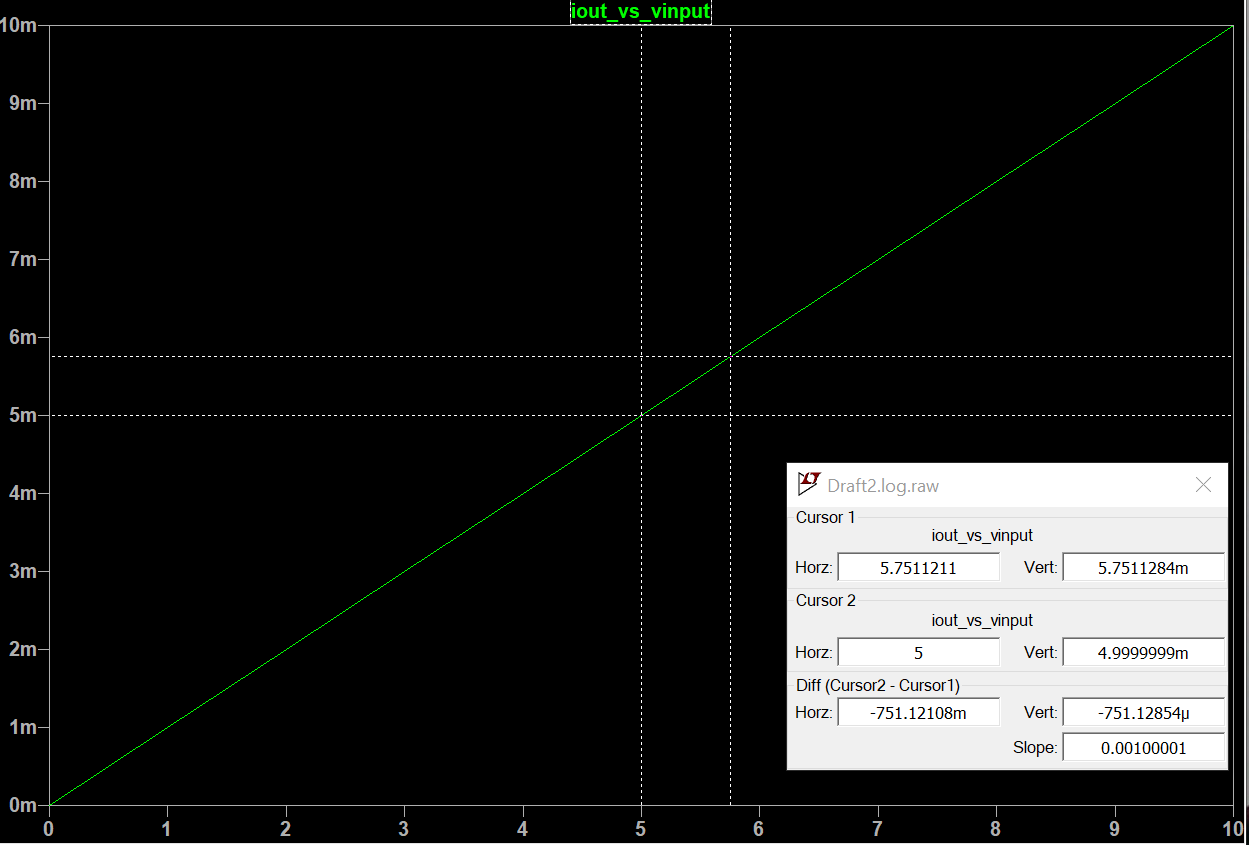 iout_vs_vinput
10m
9m
8m
7m
6m
5m
4m
3m
2m
1m
0m
0 1 2 3 4 5 6 7 8 9 10
Draft2.log.raw
Cursor 1
iout_vs_vinput
Horz: 5.7511211 Vert: 5.7511284m
Cursor 2
iout_vs_vinput
Horz: 5 Vert: 4.9999999m
Diff (Cursor2 - Cursor1)
Horz: -751.12108m Vert: -751.12854µ
Slope: 0.00100001